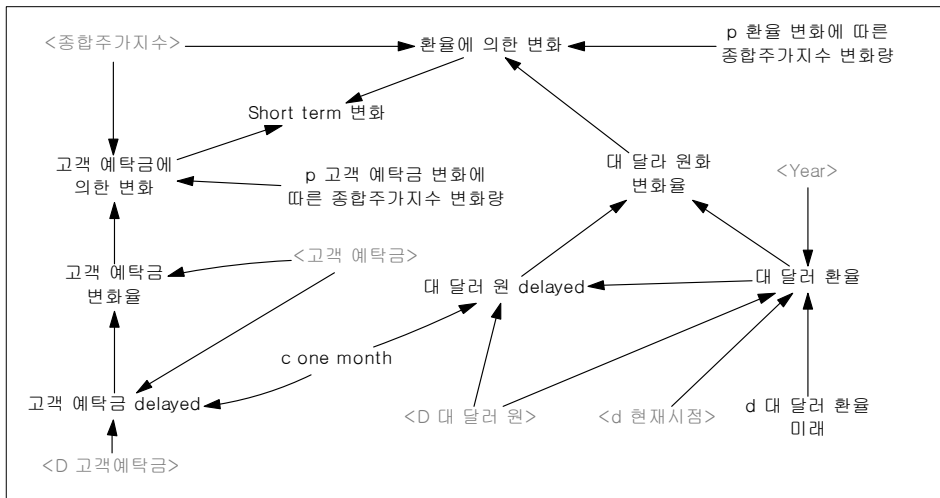 <종합주가지수>
환율에 의한 변화
p 환율 변화에 따른
종합주가지수 변화량
Short term 변화
고객 예탁금에
의한 변화
p 고객 예탁금 변화에
따른 종합주가지수 변화량
대 달라 원화
변화율
<Year>
고객 예탁금
변화율
<고객 예탁금>
대 달러 원 delayed
대 달러 환율
c one month
고객 예탁금 delayed
<D 대 달러 원>
<d 현재시점>
d 대 달러 환율
미래
<D 고객예탁금>